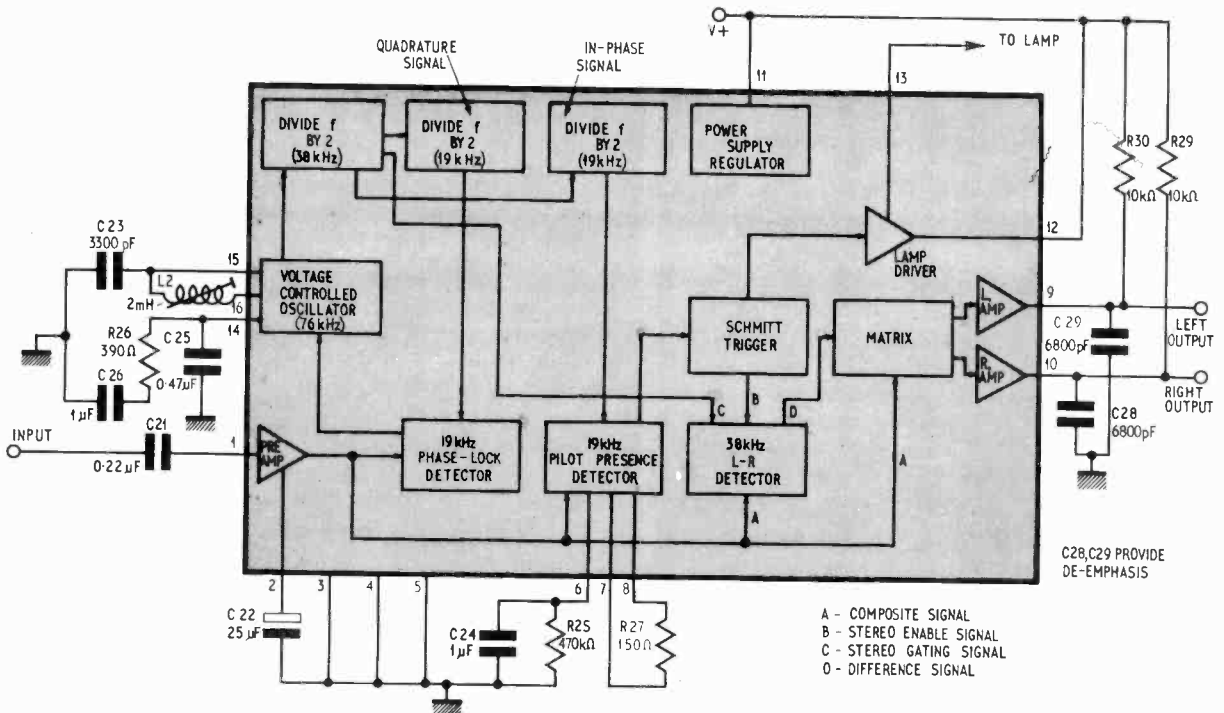 V+
TO LAMP
QUADRATURE
SIGNAL
IN-PHASE
SIGNAL
11
13
DIVIDE f
BY 2
(38kHz)
DIVIDE f
BY 2
(19kHz)
DIVIDE f
BY 2
(19kHz)
POWER
SUPPLY
REGULATOR
R30
10kΩ
R29
10kΩ
12
C 23
3300 pF
15
L2
2mH
16
14
VOLTAGE
CONTROLLED
OSCILLATOR
(76 kHz)
LAMP
DRIVER
R26
390Ω
C 25
0·47µF
C 26
1µF
SCHMITT
TRIGGER
MATRIX
L. AMP
R. AMP
9
10
C 29
6800pF
LEFT
OUTPUT
RIGHT
OUTPUT
C28
6800pF
INPUT
C21
0·22µF
1
PRE
AMP
19kHz
PHASE-LOCK
DETECTOR
19kHz
PILOT PRESENCE
DETECTOR
38kHz
L-R
DETECTOR
C
B
D
A
A
2
3
4
5
6
7
8
C 22
25µF
C24
1µF
R25
470kΩ
R27
150Ω
C28,C29 PROVIDE
DE-EMPHASIS
A - COMPOSITE SIGNAL
B - STEREO ENABLE SIGNAL
C - STEREO GATING SIGNAL
D - DIFFERENCE SIGNAL